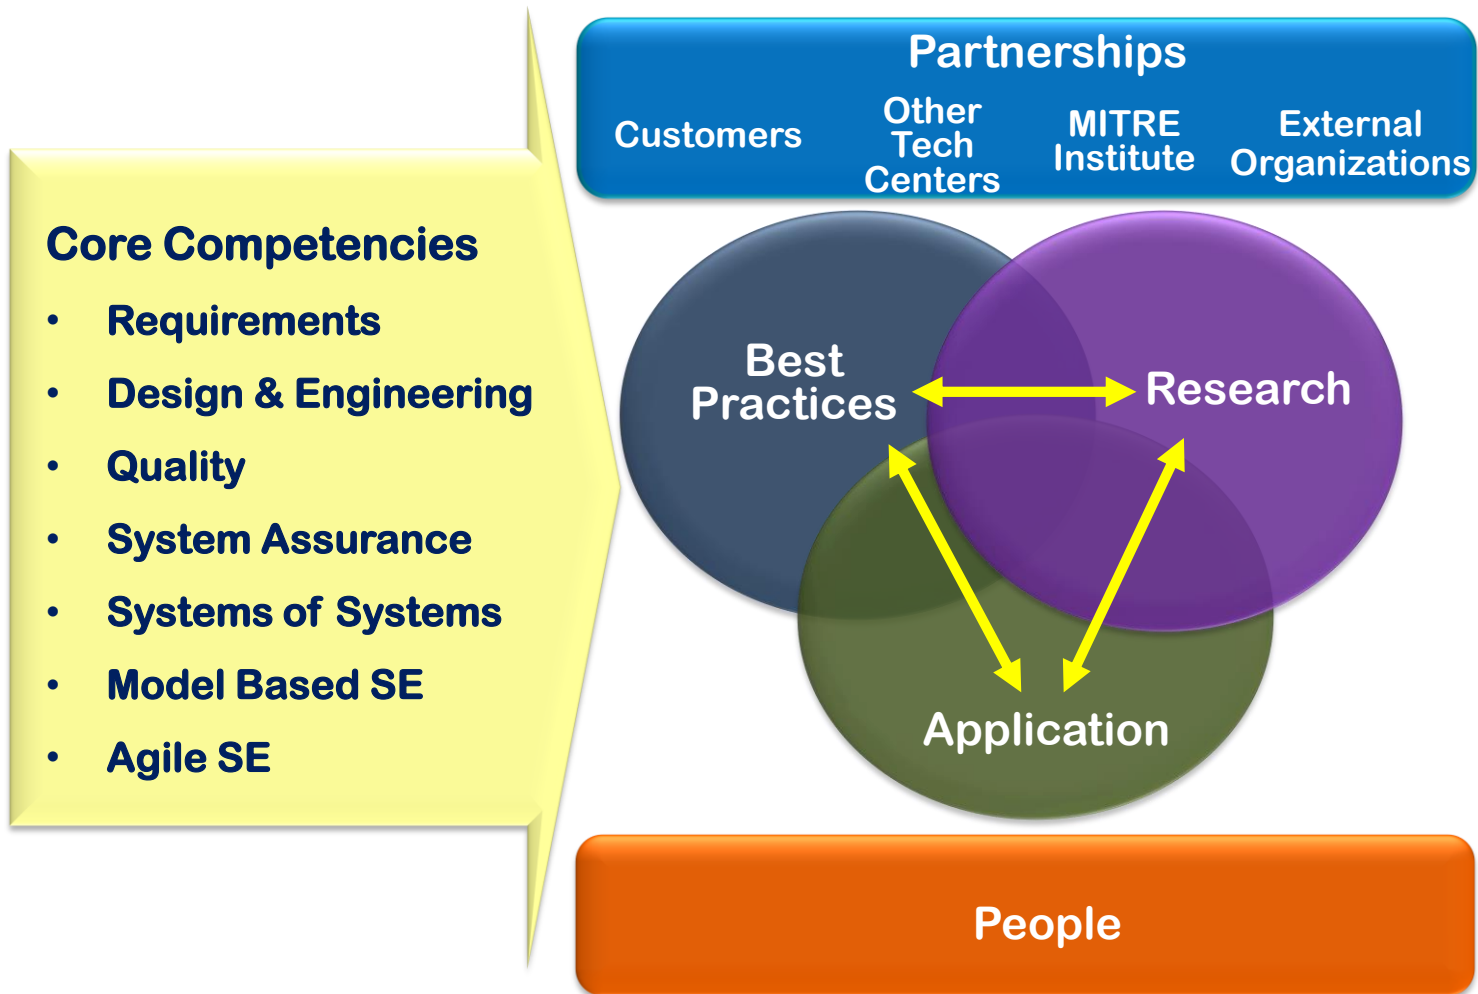 Partnerships
Customers
Other
Tech
Centers
MITRE
Institute
External
Organizations
Core Competencies
• Requirements
• Design & Engineering
• Quality
• System Assurance
• Systems of Systems
• Model Based SE
• Agile SE
Best
Practices
Research
Application
People